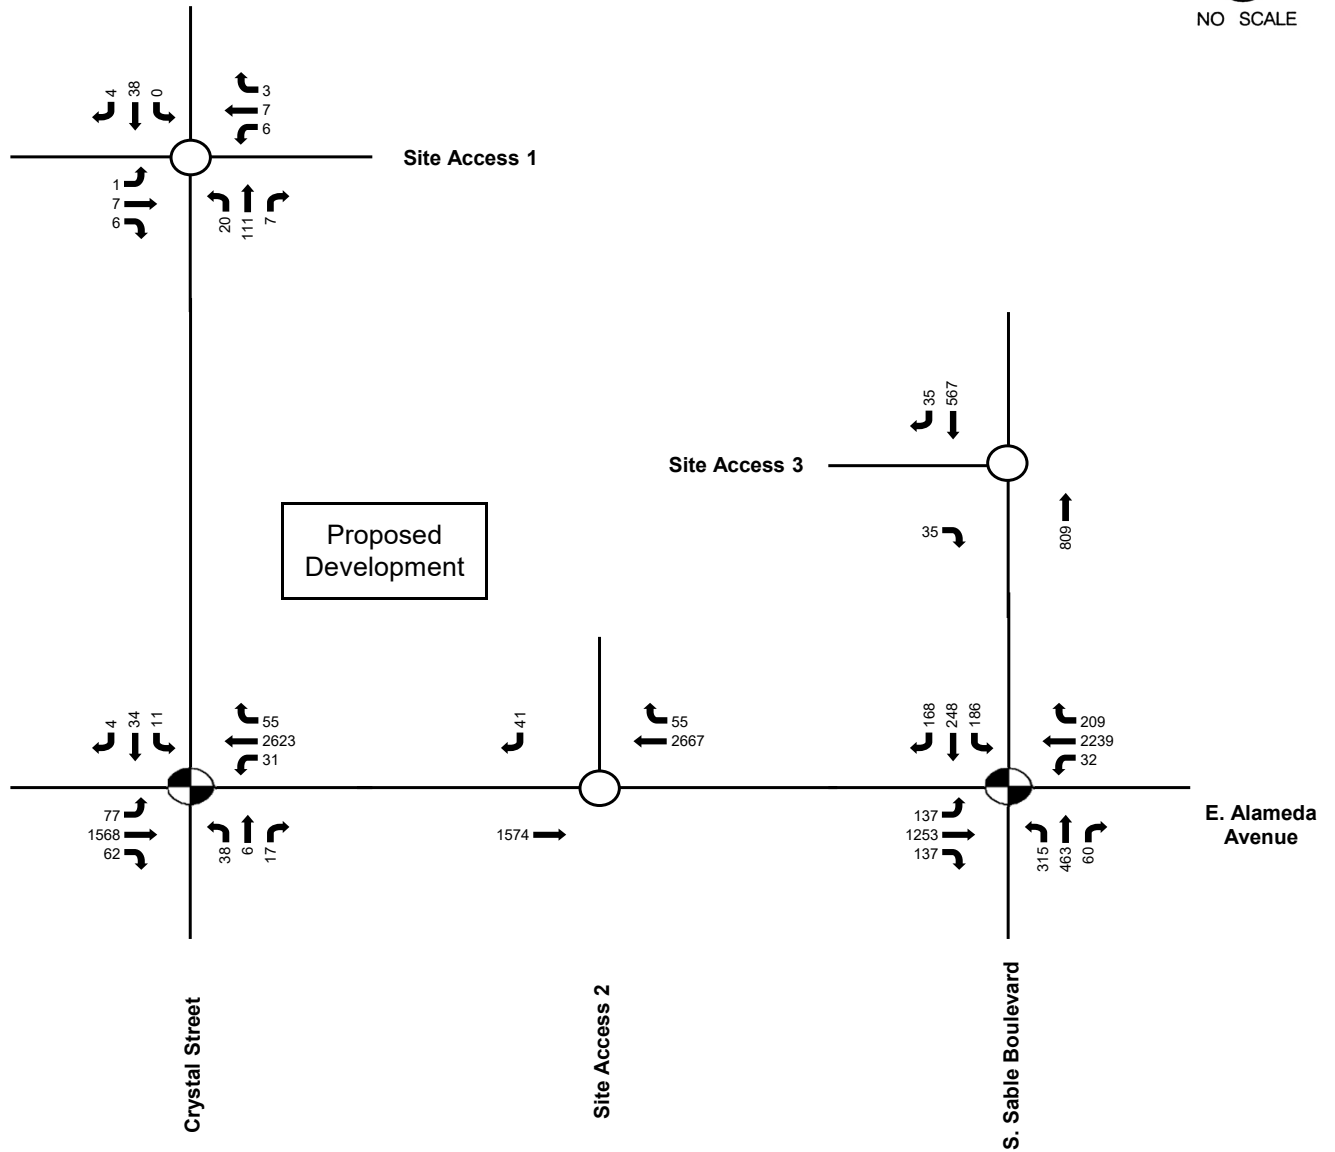 NO SCALE
4 38 0
3
7
6
Site Access 1
1
7
6
20 111 7
35 567
Site Access 3
35
809
Proposed
Development
4 34 11
55
2623
31
77
1568
62
38 6 17
41
55
2667
1574
168 248 186
209
2239
32
137
1253
137
315 463 60
E. Alameda
Avenue
Crystal Street
Site Access 2
S. Sable Boulevard